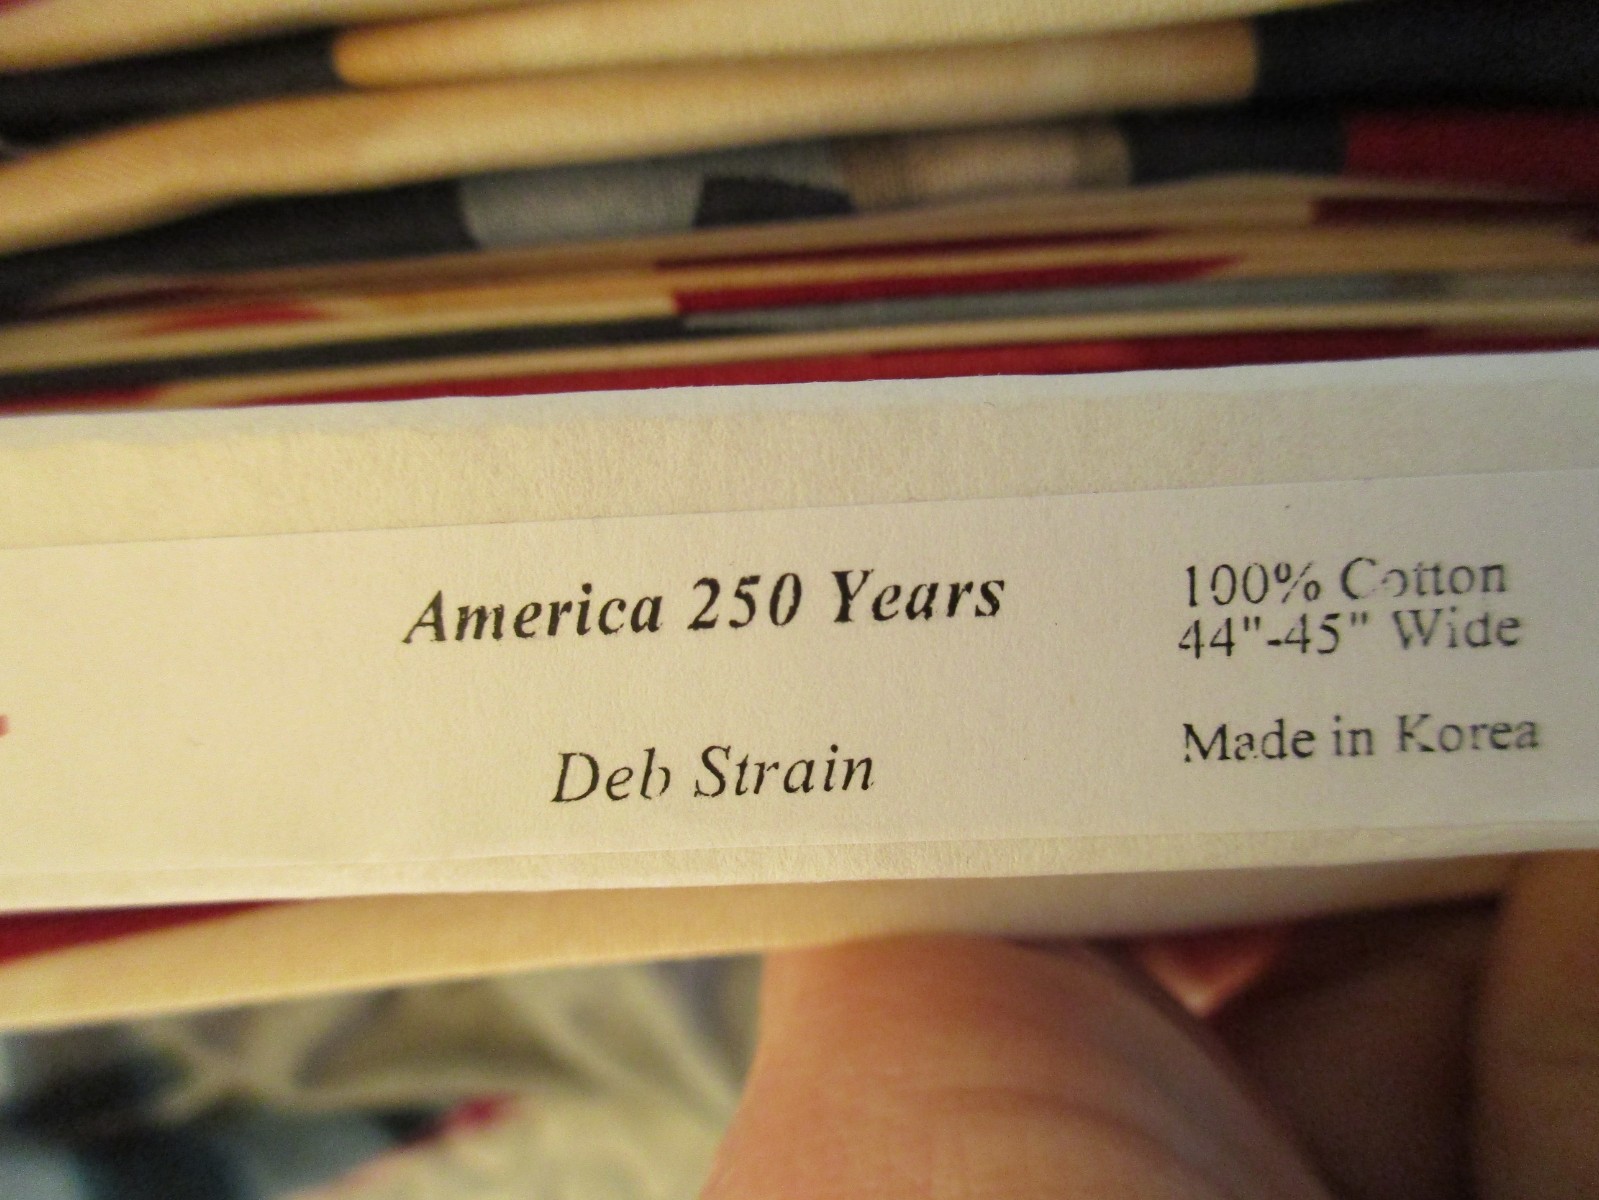 America 250 Years
Deb Strain
100% Cotton
44"-45" Wide
Made in Korea